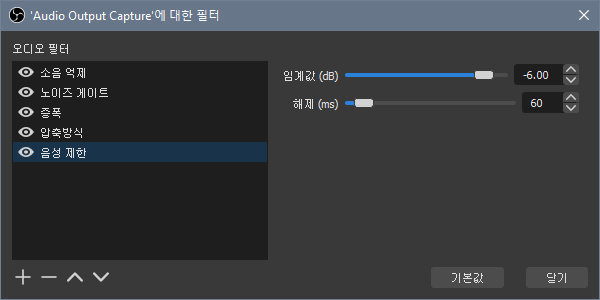 'Audio Output Capture'에 대한 필터
오디오 필터
소음 억제
노이즈 게이트
증폭
압축방식
음성 제한
임계값 (dB) -6.00
해제 (ms) 60
기본값 닫기